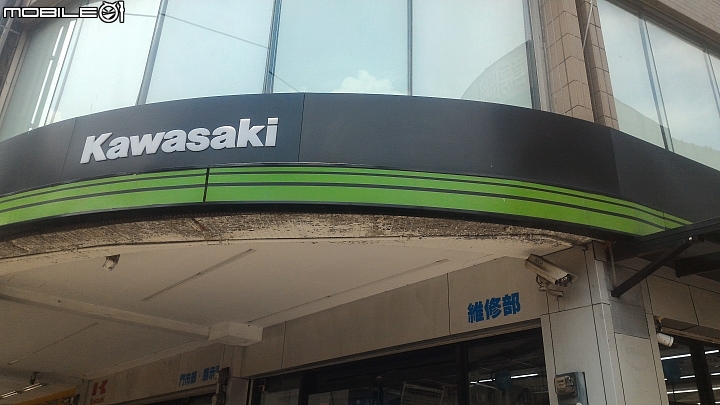 MOBILE01
Kawasaki
維修部